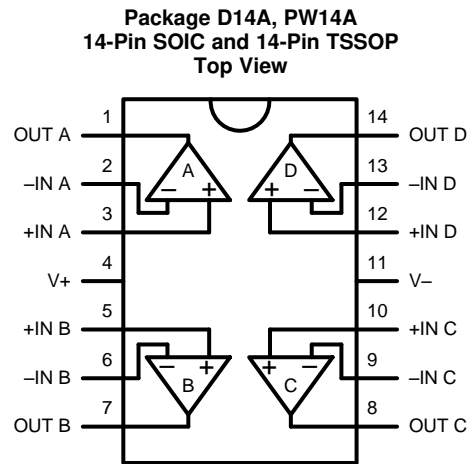 Package D14A, PW14A
14-Pin SOIC and 14-Pin TSSOP
Top View
1 14
OUT A A D OUT D
2 13
–IN A – + + – –IN D
3 12
+IN A +IN D
4 11
V+ V–
5 10
+IN B +IN C
6 9
–IN B – + + – –IN C
B C
7 8
OUT B OUT C